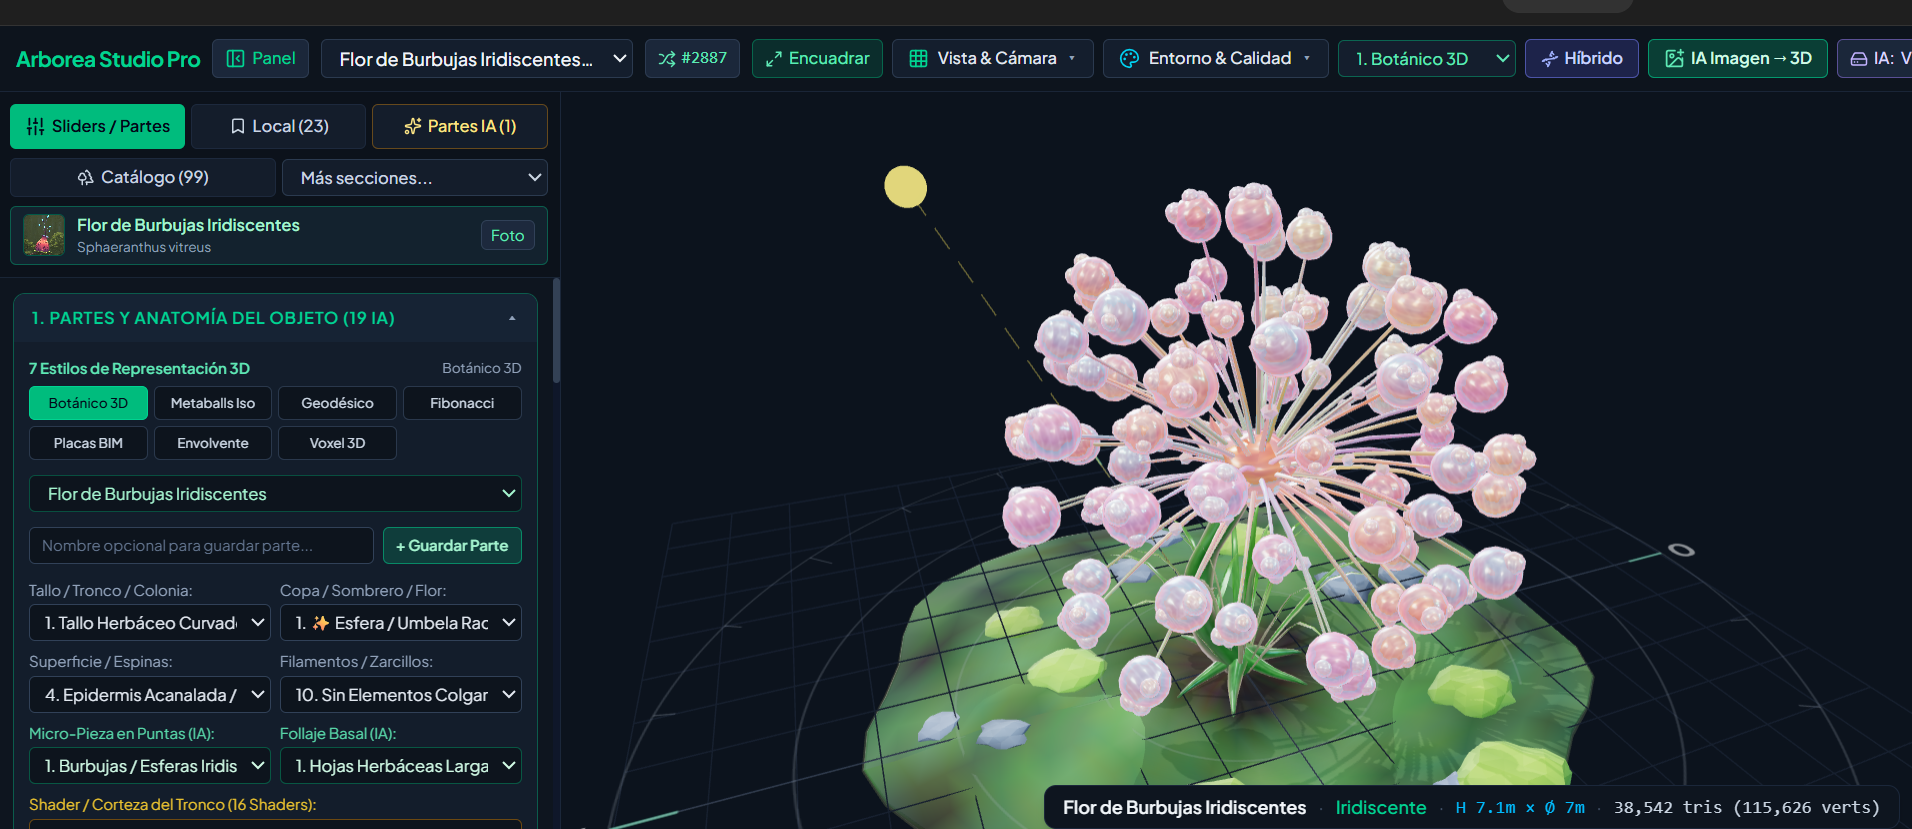 Arborea Studio Pro
Panel
Flor de Burbujas Iridiscentes...
#2887
Encuadrar
Vista & Cámara
Entorno & Calidad
1. Botánico 3D
Híbrido
IA Imagen → 3D
IA: V
Sliders / Partes
Local (23)
Partes IA (1)
Catálogo (99)
Más secciones...
Flor de Burbujas Iridiscentes
Sphaeranthus vitreus
Foto
1. PARTES Y ANATOMÍA DEL OBJETO (19 IA)
7 Estilos de Representación 3D
Botánico 3D
Botánico 3D
Metaballs Iso
Geodésico
Fibonacci
Placas BIM
Envolvente
Voxel 3D
Flor de Burbujas Iridiscentes
Nombre opcional para guardar parte...
+ Guardar Parte
Tallo / Tronco / Colonia:
Copa / Sombrero / Flor:
1. Tallo Herbáceo Curvad
1. ✨ Esfera / Umbela Rac
Superficie / Espinas:
Filamentos / Zarcillos:
4. Epidermis Acanalada /
10. Sin Elementos Colgar
Micro-Pieza en Puntas (IA):
Follaje Basal (IA):
1. Burbujas / Esferas Iridis
1. Hojas Herbáceas Larga
Shader / Corteza del Tronco (16 Shaders):
Flor de Burbujas Iridiscentes · Iridiscente · H 7.1m x Ø 7m · 38,542 tris (115,626 verts)